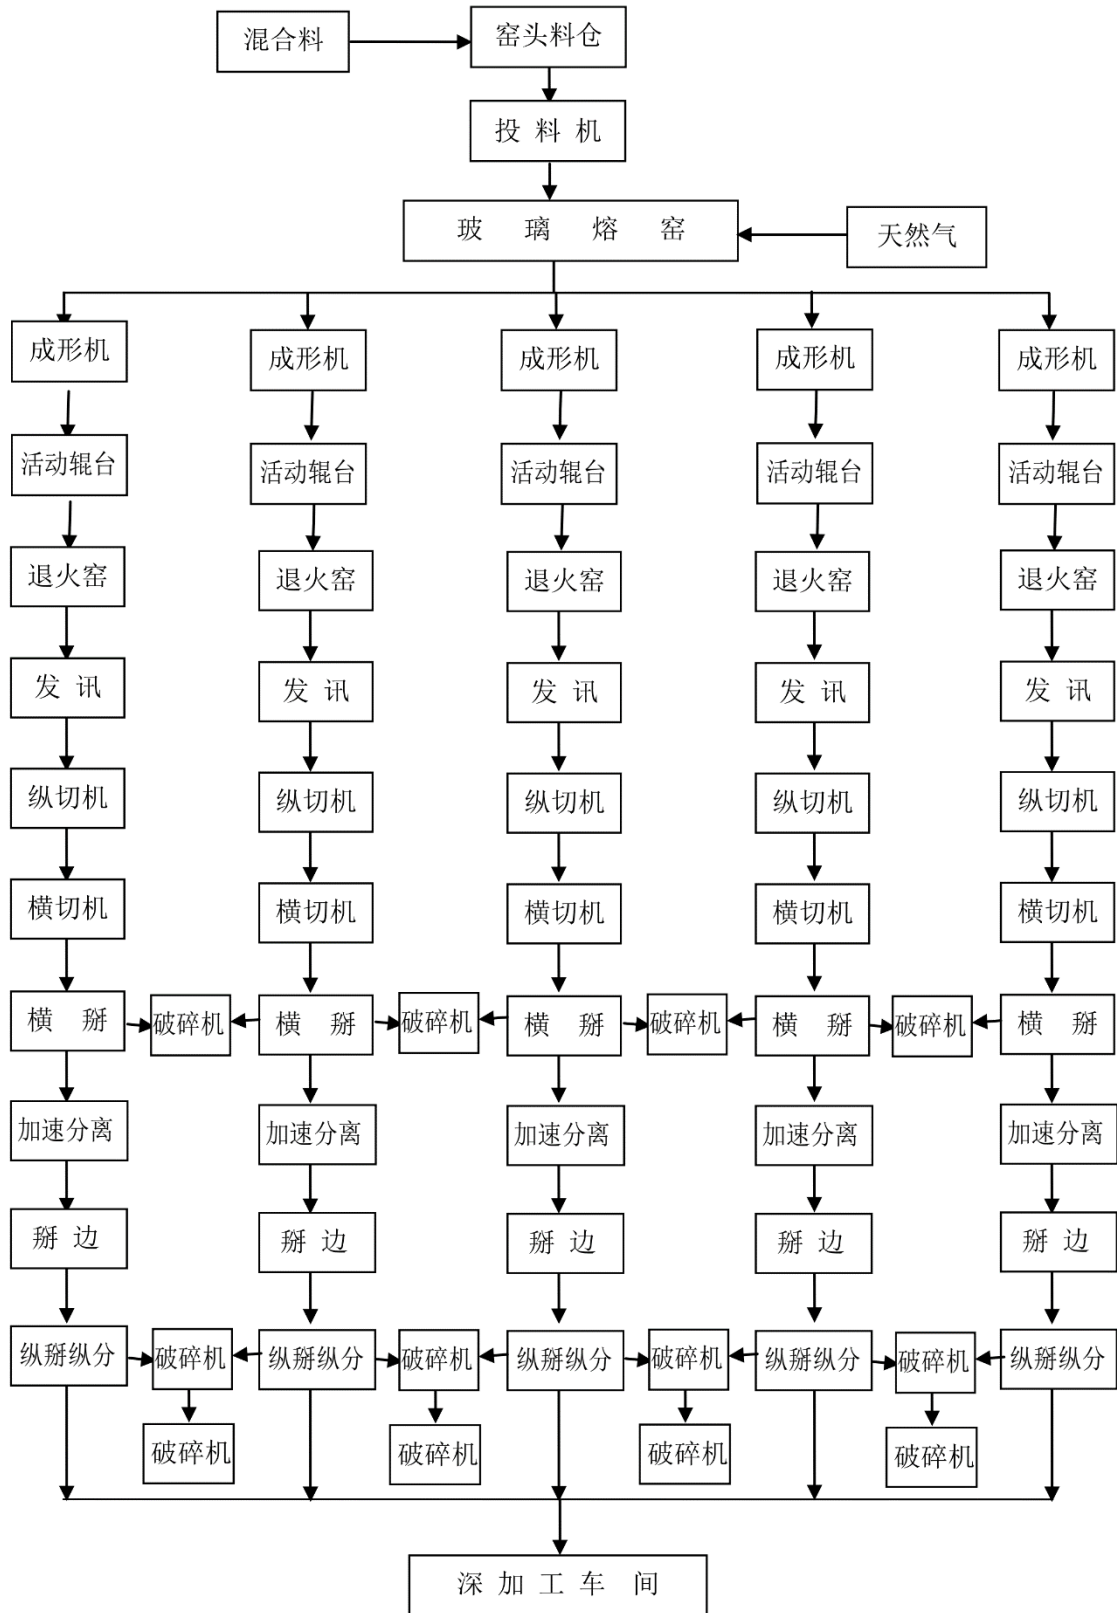 混合料
窑头料仓
投 料 机
玻 璃 熔 窑
天然气
成形机
成形机
成形机
成形机
成形机
活动辊台
活动辊台
活动辊台
活动辊台
活动辊台
退火窑
退火窑
退火窑
退火窑
退火窑
发 讯
发 讯
发 讯
发 讯
发 讯
纵切机
纵切机
纵切机
纵切机
纵切机
横切机
横切机
横切机
横切机
横切机
横 掰
破碎机
横 掰
破碎机
横 掰
破碎机
横 掰
破碎机
横 掰
加速分离
加速分离
加速分离
加速分离
加速分离
掰 边
掰 边
掰 边
掰 边
掰 边
纵掰纵分
破碎机
纵掰纵分
破碎机
纵掰纵分
破碎机
纵掰纵分
破碎机
纵掰纵分
破碎机
破碎机
破碎机
破碎机
深 加 工 车 间